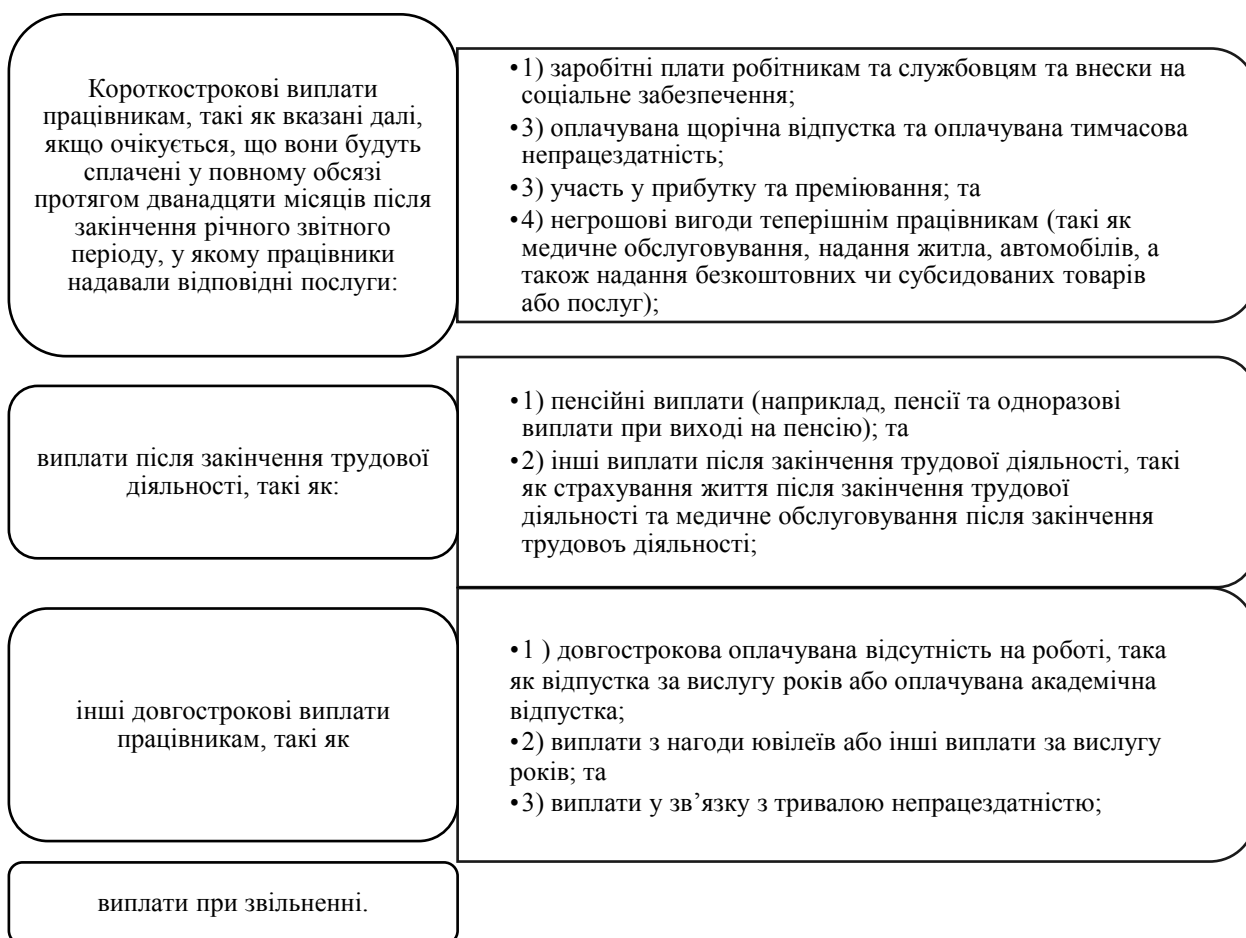 Короткострокові виплати
працівникам, такі як вказані далі,
якщо очікується, що вони будуть
сплачені у повному обсязі
протягом дванадцяти місяців після
закінчення річного звітного
періоду, у якому працівники
надавали відповідні послуги:
•1) заробітні плати робітникам та службовцям та внески на
соціальне забезпечення;
•3) оплачувана щорічна відпустка та оплачувана тимчасова
непрацездатність;
•3) участь у прибутку та преміювання; та
•4) негрошові вигоди теперішнім працівникам (такі як
медичне обслуговування, надання житла, автомобілів, а
також надання безкоштовних чи субсидованих товарів
або послуг);
виплати після закінчення трудової
діяльності, такі як:
•1) пенсійні виплати (наприклад, пенсії та одноразові
виплати при виході на пенсію); та
•2) інші виплати після закінчення трудової діяльності, такі
як страхування життя після закінчення трудової
діяльності та медичне обслуговування після закінчення
трудовоъ діяльності;
інші довгострокові виплати
працівникам, такі як
•1 ) довгострокова оплачувана відсутність на роботі, така
як відпустка за вислугу років або оплачувана академічна
відпустка;
•2) виплати з нагоди ювілеїв або інші виплати за вислугу
років; та
•3) виплати у зв’язку з тривалою непрацездатністю;
виплати при звільненні.